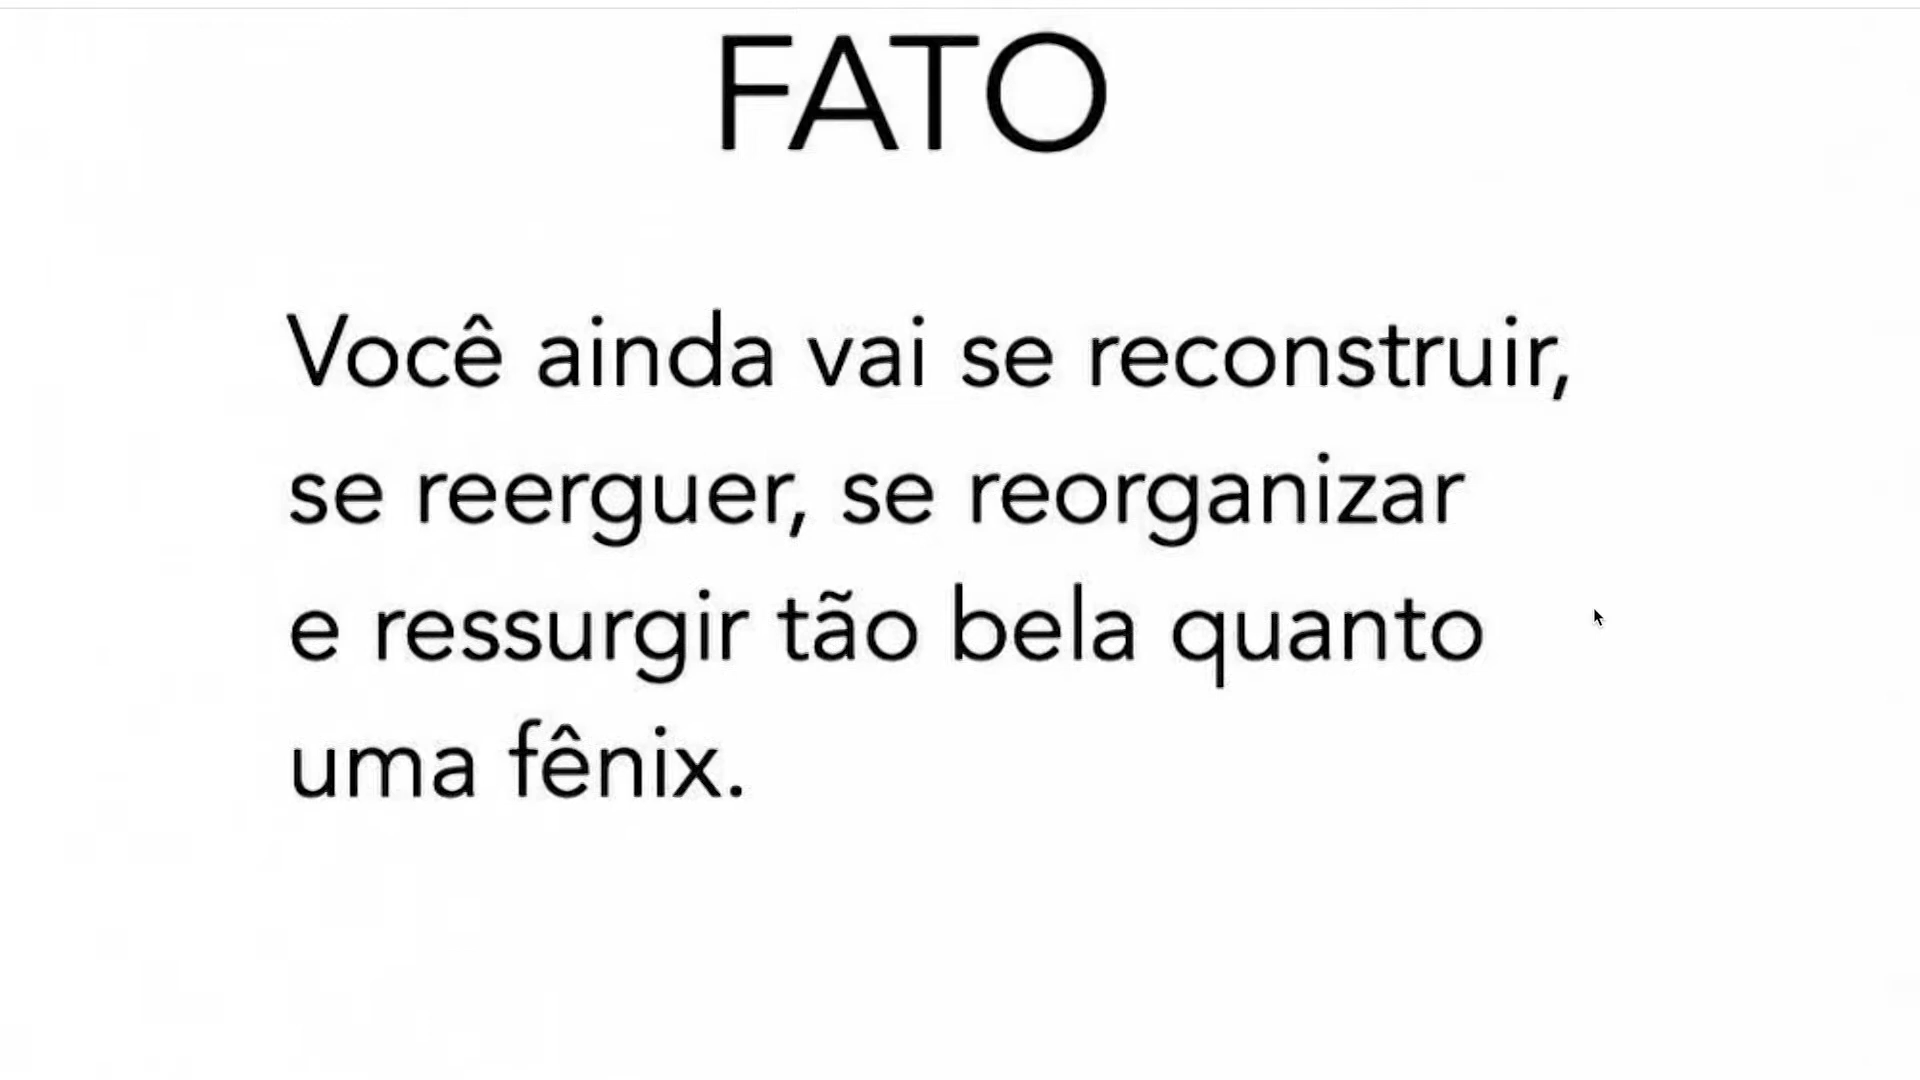 FATO
Você ainda vai se reconstruir,
se reerguer, se reorganizar
e ressurgir tão bela quanto
uma fênix.